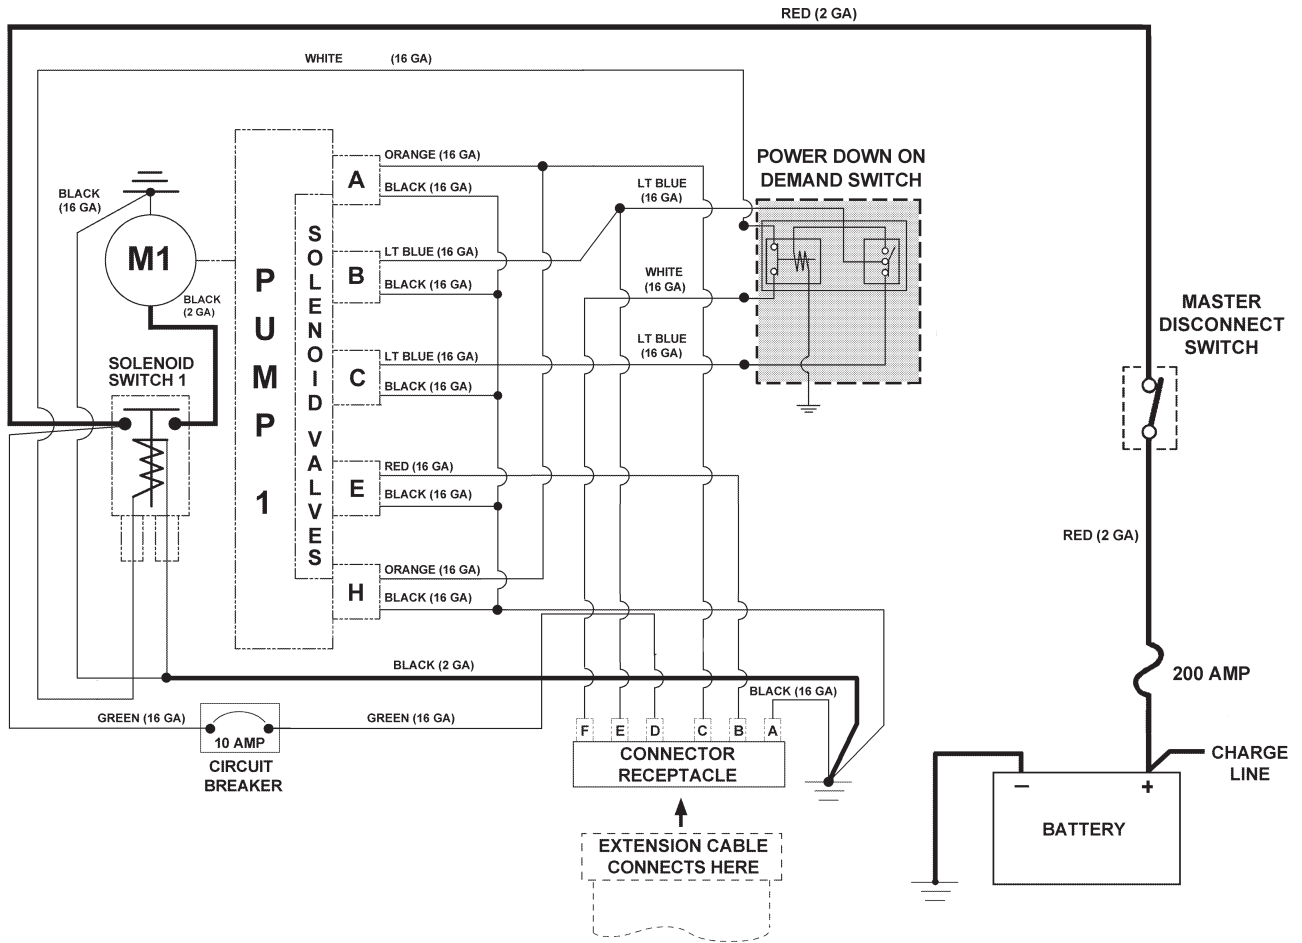 RED (2 GA)
WHITE (16 GA)
ORANGE (16 GA)
A
BLACK (16 GA)
POWER DOWN ON
DEMAND SWITCH
LT BLUE
(16 GA)
BLACK
(16 GA)
M1
LT BLUE (16 GA)
B
BLACK (16 GA)
WHITE
(16 GA)
BLACK
(2 GA)
PUMP 1
SOLENOID VALVES
MASTER
DISCONNECT
SWITCH
SOLENOID
SWITCH 1
LT BLUE (16 GA)
C
BLACK (16 GA)
LT BLUE
(16 GA)
RED (16 GA)
E
BLACK (16 GA)
RED (2 GA)
ORANGE (16 GA)
H
BLACK (16 GA)
BLACK (2 GA)
200 AMP
BLACK (16 GA)
GREEN (16 GA)
10 AMP
GREEN (16 GA)
CIRCUIT
BREAKER
F E D C B A
CONNECTOR
RECEPTACLE
CHARGE
LINE
− +
BATTERY
EXTENSION CABLE
CONNECTS HERE